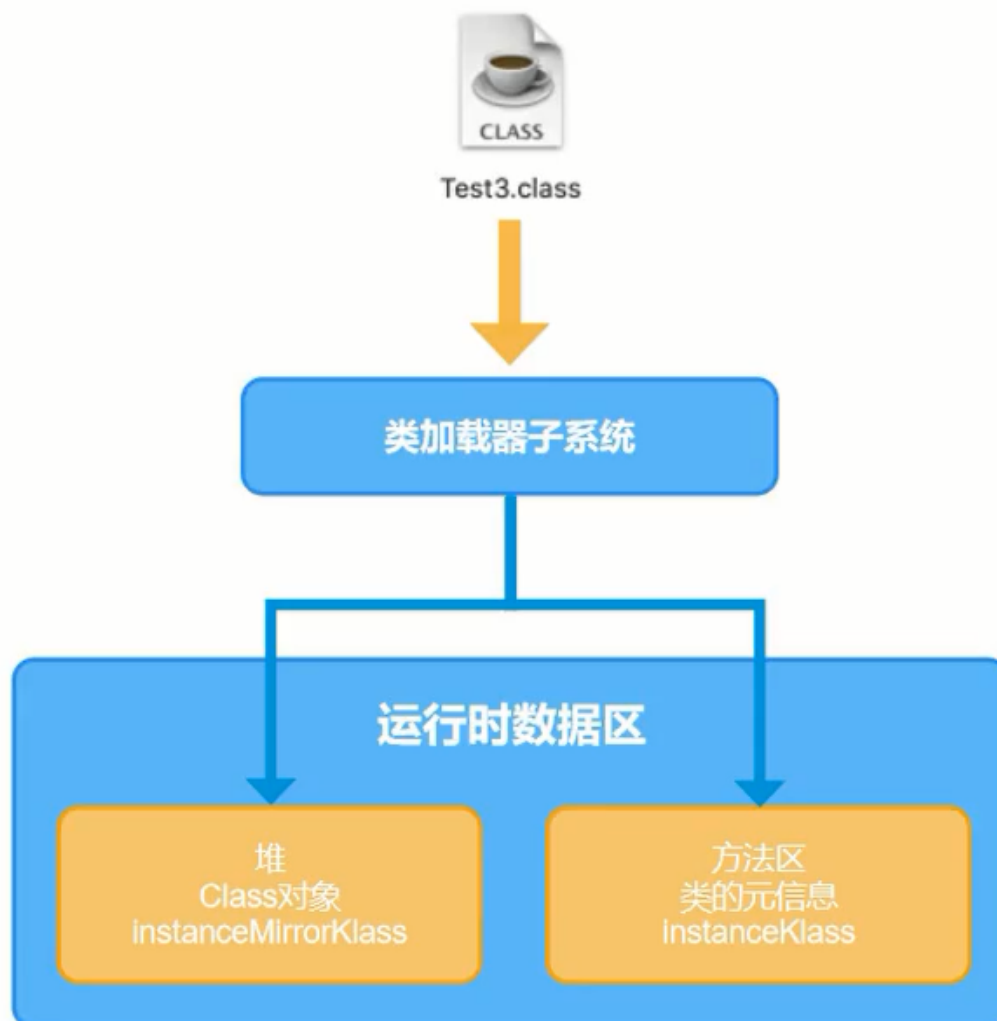 CLASS
Test3.class
类加载器子系统
运行时数据区
堆
Class对象
instanceMirrorKlass
方法区
类的元信息
instanceKlass